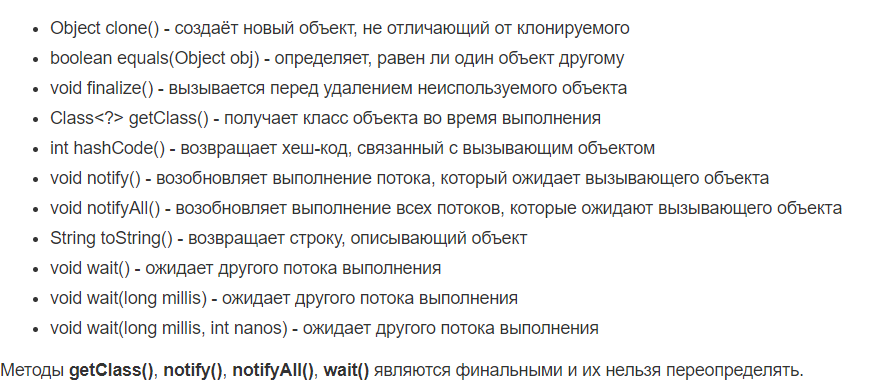 Object clone() - создаёт новый объект, не отличающий от клонируемого
boolean equals(Object obj) - определяет, равен ли один объект другому
void finalize() - вызывается перед удалением неиспользуемого объекта
Class<?> getClass() - получает класс объекта во время выполнения
int hashCode() - возвращает хеш-код, связанный с вызывающим объектом
void notify() - возобновляет выполнение потока, который ожидает вызывающего объекта
void notifyAll() - возобновляет выполнение всех потоков, которые ожидают вызывающего объекта
String toString() - возвращает строку, описывающий объект
void wait() - ожидает другого потока выполнения
void wait(long millis) - ожидает другого потока выполнения
void wait(long millis, int nanos) - ожидает другого потока выполнения
Методы getClass(), notify(), notifyAll(), wait() являются финальными и их нельзя переопределять.